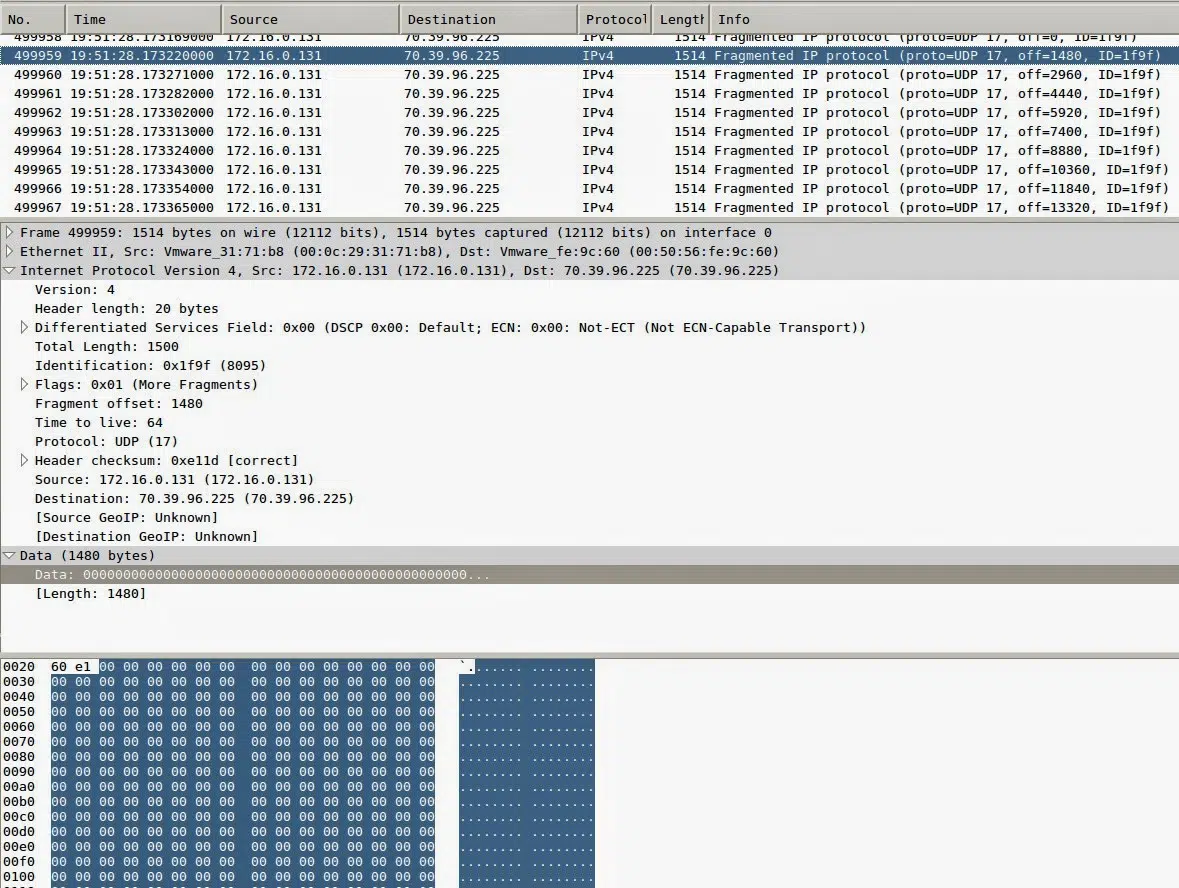 No. Time Source Destination Protocol Length Info
499958 19:51:28.173169000 172.16.0.131 70.39.96.225 IPv4 1514 Fragmented IP protocol (proto=UDP 17, off=0, ID=1f9f)
499959 19:51:28.173220000 172.16.0.131 70.39.96.225 IPv4 1514 Fragmented IP protocol (proto=UDP 17, off=1480, ID=1f9f)
499960 19:51:28.173271000 172.16.0.131 70.39.96.225 IPv4 1514 Fragmented IP protocol (proto=UDP 17, off=2960, ID=1f9f)
499961 19:51:28.173282000 172.16.0.131 70.39.96.225 IPv4 1514 Fragmented IP protocol (proto=UDP 17, off=4440, ID=1f9f)
499962 19:51:28.173302000 172.16.0.131 70.39.96.225 IPv4 1514 Fragmented IP protocol (proto=UDP 17, off=5920, ID=1f9f)
499963 19:51:28.173313000 172.16.0.131 70.39.96.225 IPv4 1514 Fragmented IP protocol (proto=UDP 17, off=7400, ID=1f9f)
499964 19:51:28.173324000 172.16.0.131 70.39.96.225 IPv4 1514 Fragmented IP protocol (proto=UDP 17, off=8880, ID=1f9f)
499965 19:51:28.173343000 172.16.0.131 70.39.96.225 IPv4 1514 Fragmented IP protocol (proto=UDP 17, off=10360, ID=1f9f)
499966 19:51:28.173354000 172.16.0.131 70.39.96.225 IPv4 1514 Fragmented IP protocol (proto=UDP 17, off=11840, ID=1f9f)
499967 19:51:28.173365000 172.16.0.131 70.39.96.225 IPv4 1514 Fragmented IP protocol (proto=UDP 17, off=13320, ID=1f9f)
Frame 499959: 1514 bytes on wire (12112 bits), 1514 bytes captured (12112 bits) on interface 0
Ethernet II, Src: Vmware_31:71:b8 (00:0c:29:31:71:b8), Dst: Vmware_fe:9c:60 (00:50:56:fe:9c:60)
Internet Protocol Version 4, Src: 172.16.0.131 (172.16.0.131), Dst: 70.39.96.225 (70.39.96.225)
Version: 4
Header length: 20 bytes
Differentiated Services Field: 0x00 (DSCP 0x00: Default; ECN: 0x00: Not-ECT (Not ECN-Capable Transport))
Total Length: 1500
Identification: 0x1f9f (8095)
Flags: 0x01 (More Fragments)
Fragment offset: 1480
Time to live: 64
Protocol: UDP (17)
Header checksum: 0xe11d [correct]
Source: 172.16.0.131 (172.16.0.131)
Destination: 70.39.96.225 (70.39.96.225)
[Source GeoIP: Unknown]
[Destination GeoIP: Unknown]
Data (1480 bytes)
Data: 000000000000000000000000000000000000000000000000...
[Length: 1480]
0020 60 e1 00 00 00 00 00 00 00 00 00 00 00 00 00 00 `....... ........
0030 00 00 00 00 00 00 00 00 00 00 00 00 00 00 00 00 ........ ........
0040 00 00 00 00 00 00 00 00 00 00 00 00 00 00 00 00 ........ ........
0050 00 00 00 00 00 00 00 00 00 00 00 00 00 00 00 00 ........ ........
0060 00 00 00 00 00 00 00 00 00 00 00 00 00 00 00 00 ........ ........
0070 00 00 00 00 00 00 00 00 00 00 00 00 00 00 00 00 ........ ........
0080 00 00 00 00 00 00 00 00 00 00 00 00 00 00 00 00 ........ ........
0090 00 00 00 00 00 00 00 00 00 00 00 00 00 00 00 00 ........ ........
00a0 00 00 00 00 00 00 00 00 00 00 00 00 00 00 00 00 ........ ........
00b0 00 00 00 00 00 00 00 00 00 00 00 00 00 00 00 00 ........ ........
00c0 00 00 00 00 00 00 00 00 00 00 00 00 00 00 00 00 ........ ........
00d0 00 00 00 00 00 00 00 00 00 00 00 00 00 00 00 00 ........ ........
00e0 00 00 00 00 00 00 00 00 00 00 00 00 00 00 00 00 ........ ........
00f0 00 00 00 00 00 00 00 00 00 00 00 00 00 00 00 00 ........ ........
0100 00 00 00 00 00 00 00 00 00 00 00 00 00 00 00 00 ........ ........